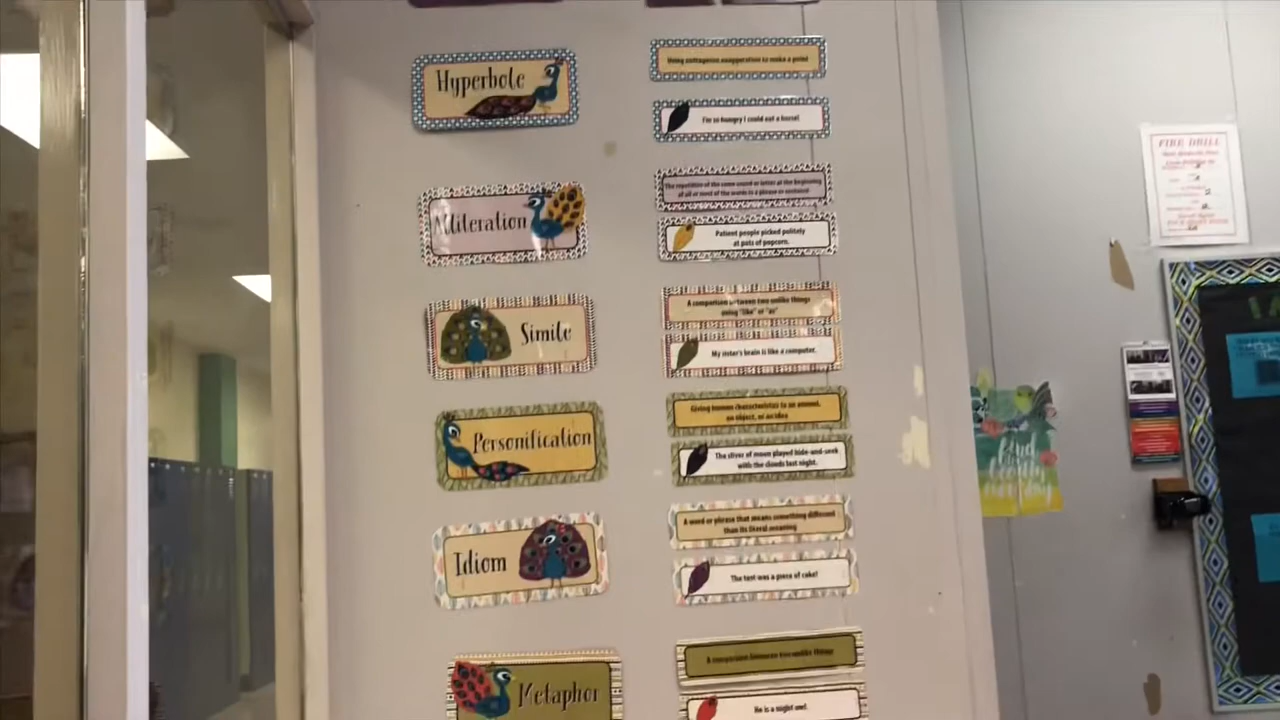 Hyperbole
Using outrageous exaggeration to make a point
I'm so hungry I could eat a horse!
Alliteration
The repetition of the same sound or letter at the beginning
of all or most of the words in a phrase or sentence
Patient people picked politely
at pots of popcorn.
Simile
A comparison between two unlike things
using "like" or "as"
My sister's brain is like a computer.
Personification
Giving human characteristics to an animal,
an object, or an idea
The sliver of moon played hide-and-seek
with the clouds last night.
Idiom
A word or phrase that means something different
than its literal meaning
The test was a piece of cake!
Metaphor
A comparison between two unlike things
He is a night owl.
FIRE DRILL